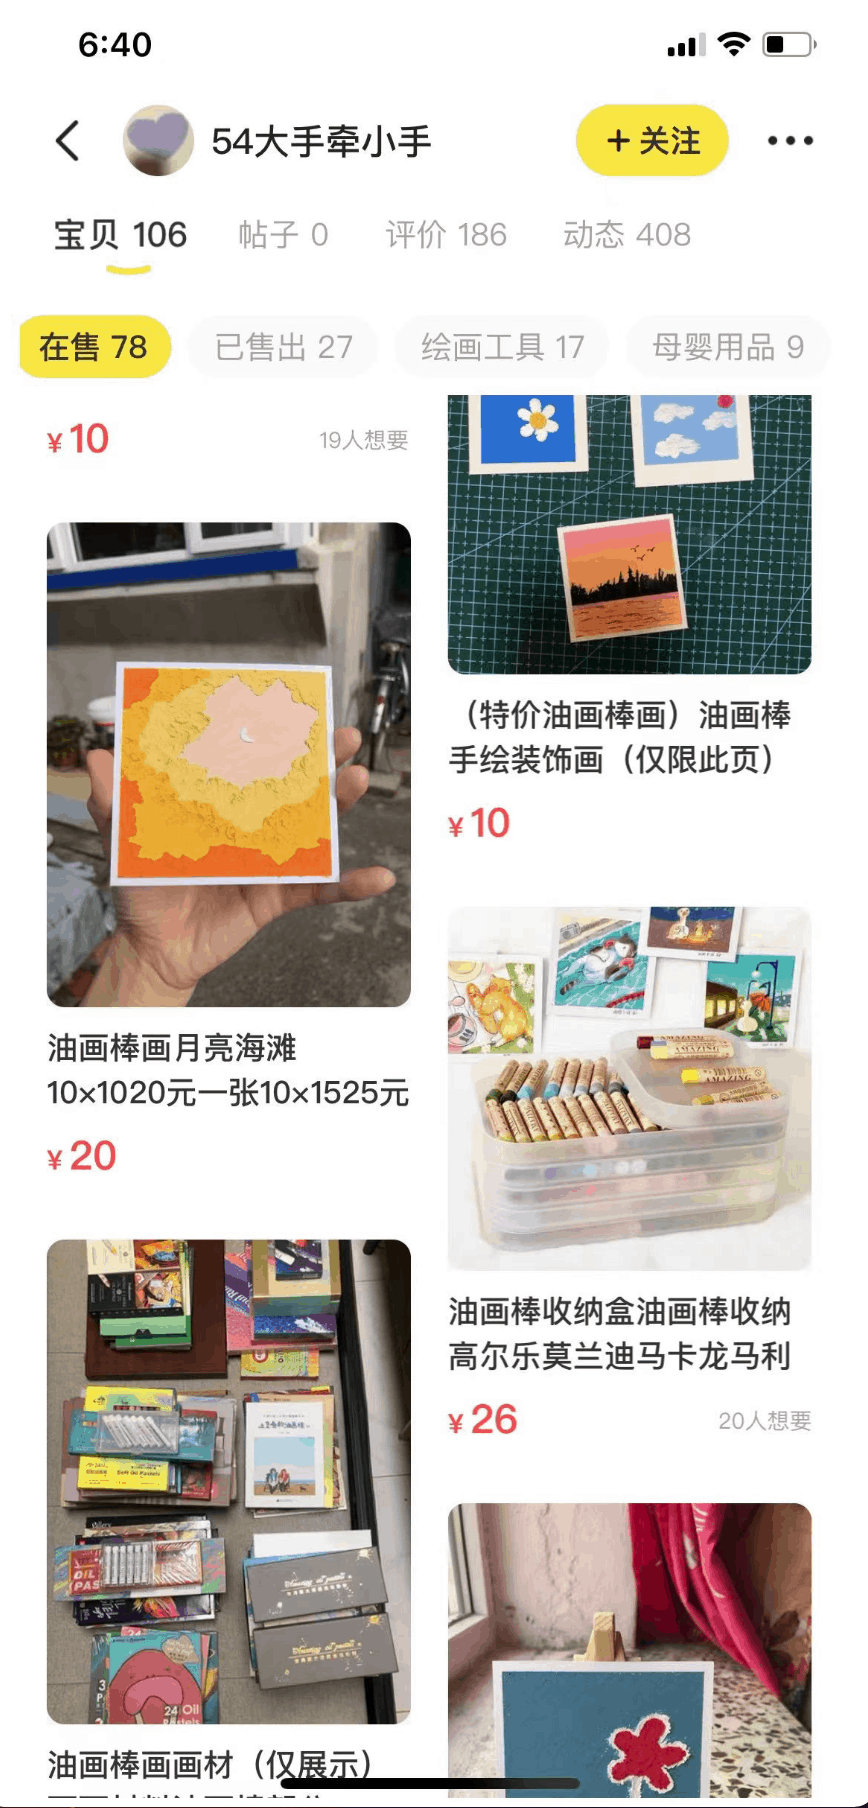 6:40
54大手牵小手
+ 关注
宝贝 106
帖子 0
评价 186
动态 408
在售 78
已售出 27
绘画工具 17
母婴用品 9
¥10
19人想要
油画棒画月亮海滩
10×1020元一张10×1525元
¥20
油画棒画画材（仅展示）
（特价油画棒画）油画棒
手绘装饰画（仅限此页）
¥10
油画棒收纳盒油画棒收纳
高尔乐莫兰迪马卡龙马利
¥26
20人想要
OIL
PAS
24 Oil
Pastels